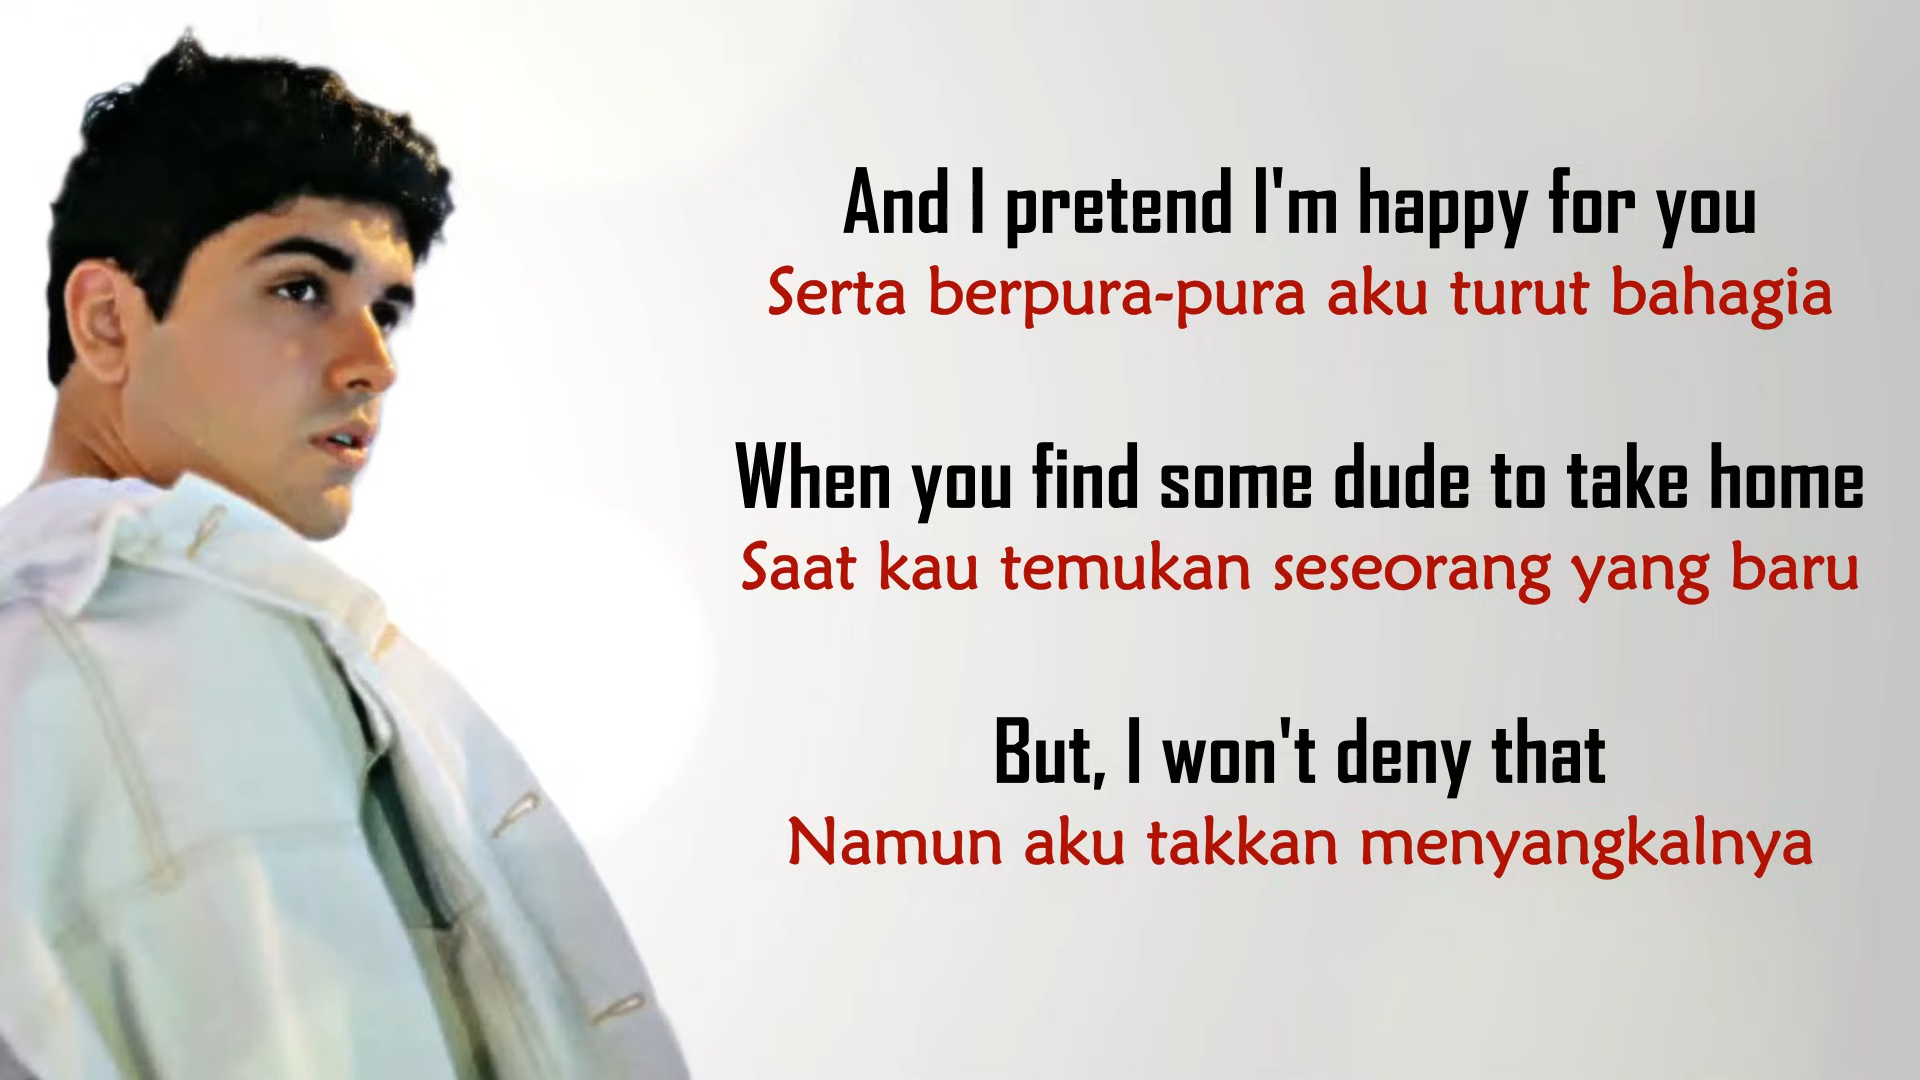 And I pretend I'm happy for you
Serta berpura-pura aku turut bahagia
When you find some dude to take home
Saat kau temukan seseorang yang baru
But, I won't deny that
Namun aku takkan menyangkalnya